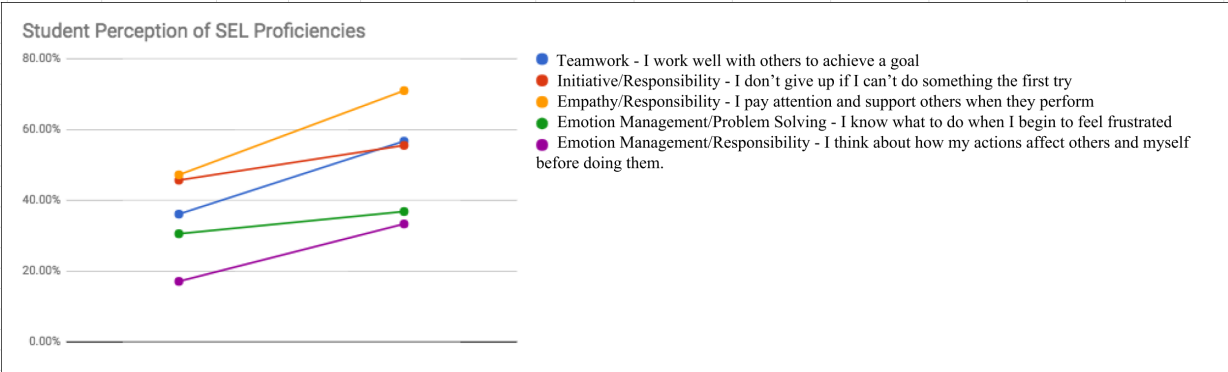 Student Perception of SEL Proficiencies
80.00%
60.00%
40.00%
20.00%
0.00%
Teamwork - I work well with others to achieve a goal
Initiative/Responsibility - I don’t give up if I can’t do something the first try
Empathy/Responsibility - I pay attention and support others when they perform
Emotion Management/Problem Solving - I know what to do when I begin to feel frustrated
Emotion Management/Responsibility - I think about how my actions affect others and myself
before doing them.